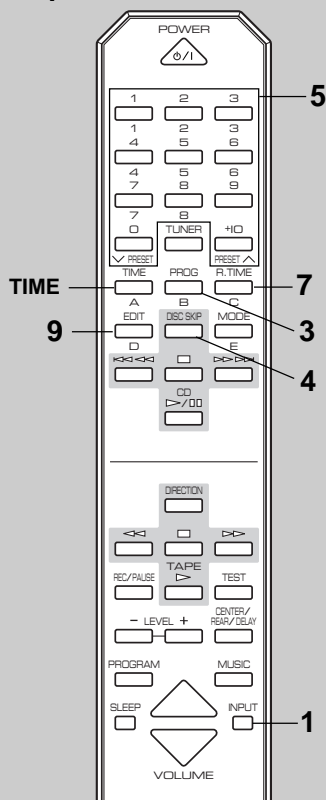 POWER
⏻/I
1 2 3
5
1 2 3
4 5 6
4 5 6
7 8 9
7 8
0 TUNER +10
PRESET PRESET
TIME PROG R.TIME
TIME
7
A B C
EDIT DISC SKIP MODE
9
3
D E
4
CD
DIRECTION
TAPE
REC/PAUSE TEST
− LEVEL +
CENTER/
REAR/DELAY
PROGRAM MUSIC
SLEEP INPUT
1
VOLUME